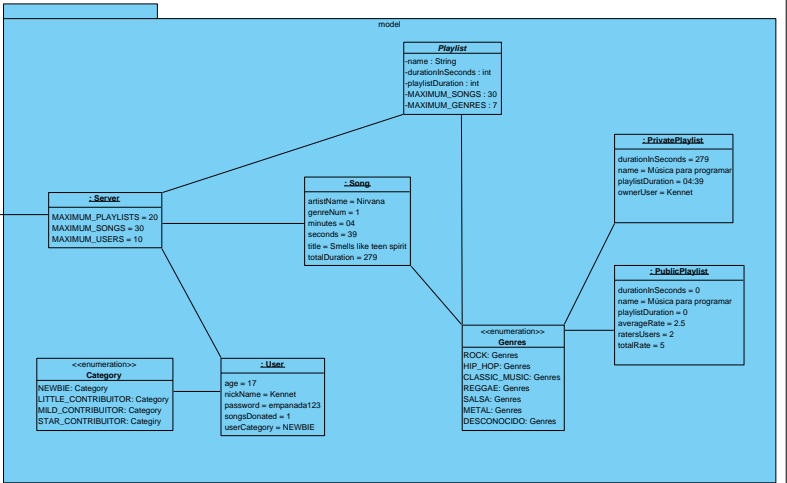 model
Playlist
-name : String
-durationInSeconds : int
-playlistDuration : int
-MAXIMUM_SONGS : 30
-MAXIMUM_GENRES : 7
: PrivatePlaylist
durationInSeconds = 279
name = Música para programar
playlistDuration = 04:39
ownerUser = Kennet
: Song
artistName = Nirvana
genreNum = 1
minutes = 04
seconds = 39
title = Smells like teen spirit
totalDuration = 279
: Server
MAXIMUM_PLAYLISTS = 20
MAXIMUM_SONGS = 30
MAXIMUM_USERS = 10
: PublicPlaylist
durationInSeconds = 0
name = Música para programar
playlistDuration = 0
averageRate = 2.5
ratersUsers = 2
totalRate = 5
<<enumeration>>
Genres
ROCK: Genres
HIP_HOP: Genres
CLASSIC_MUSIC: Genres
REGGAE: Genres
SALSA: Genres
METAL: Genres
DESCONOCIDO: Genres
<<enumeration>>
Category
NEWBIE: Category
LITTLE_CONTRIBUITOR: Category
MILD_CONTRIBUITOR: Category
STAR_CONTRIBUITOR: Categiry
: User
age = 17
nickName = Kennet
password = empanada123
songsDonated = 1
userCategory = NEWBIE